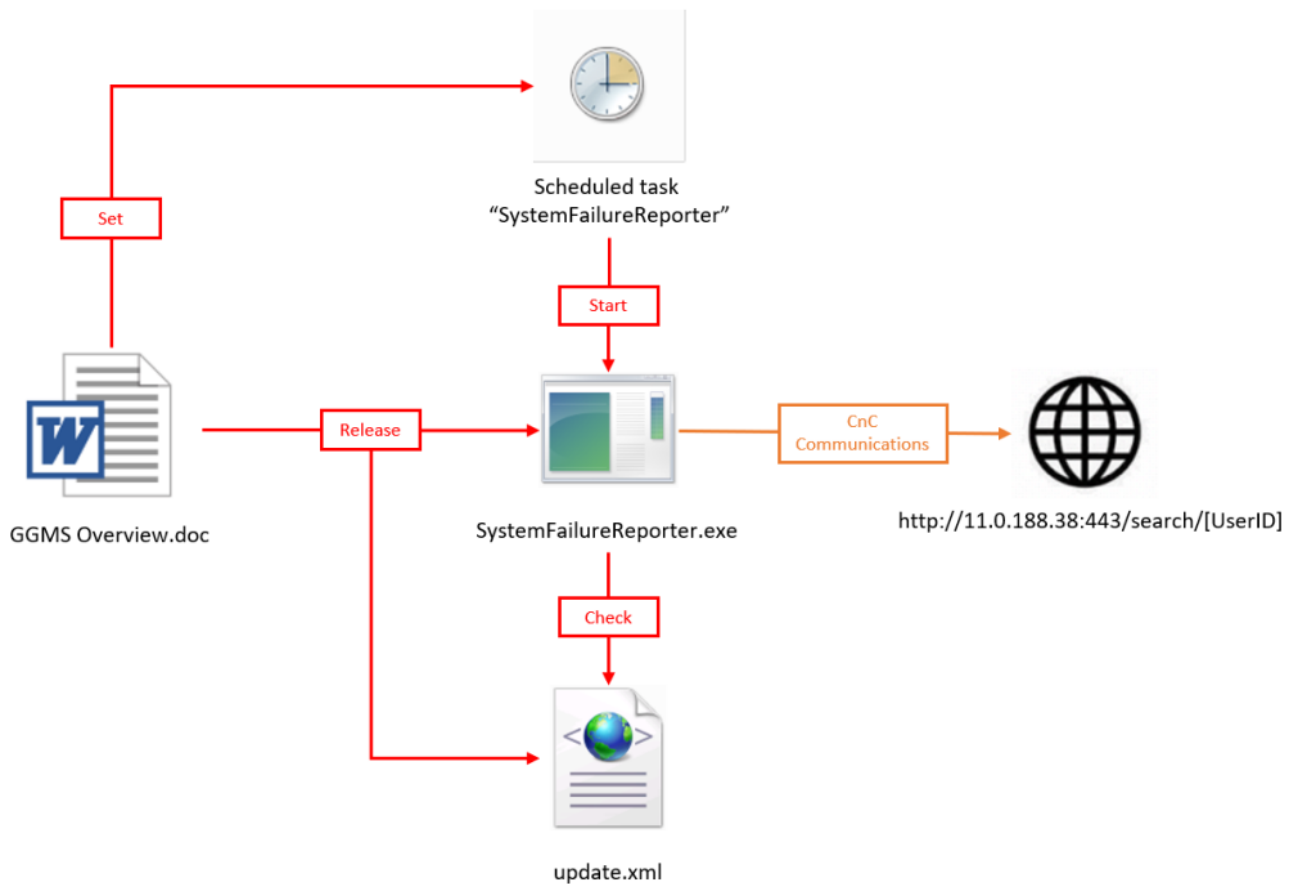 Scheduled task
“SystemFailureReporter”
Set
Start
W
Release
CnC
Communications
GGMS Overview.doc
SystemFailureReporter.exe
http://11.0.188.38:443/search/[UserID]
Check
< >
update.xml